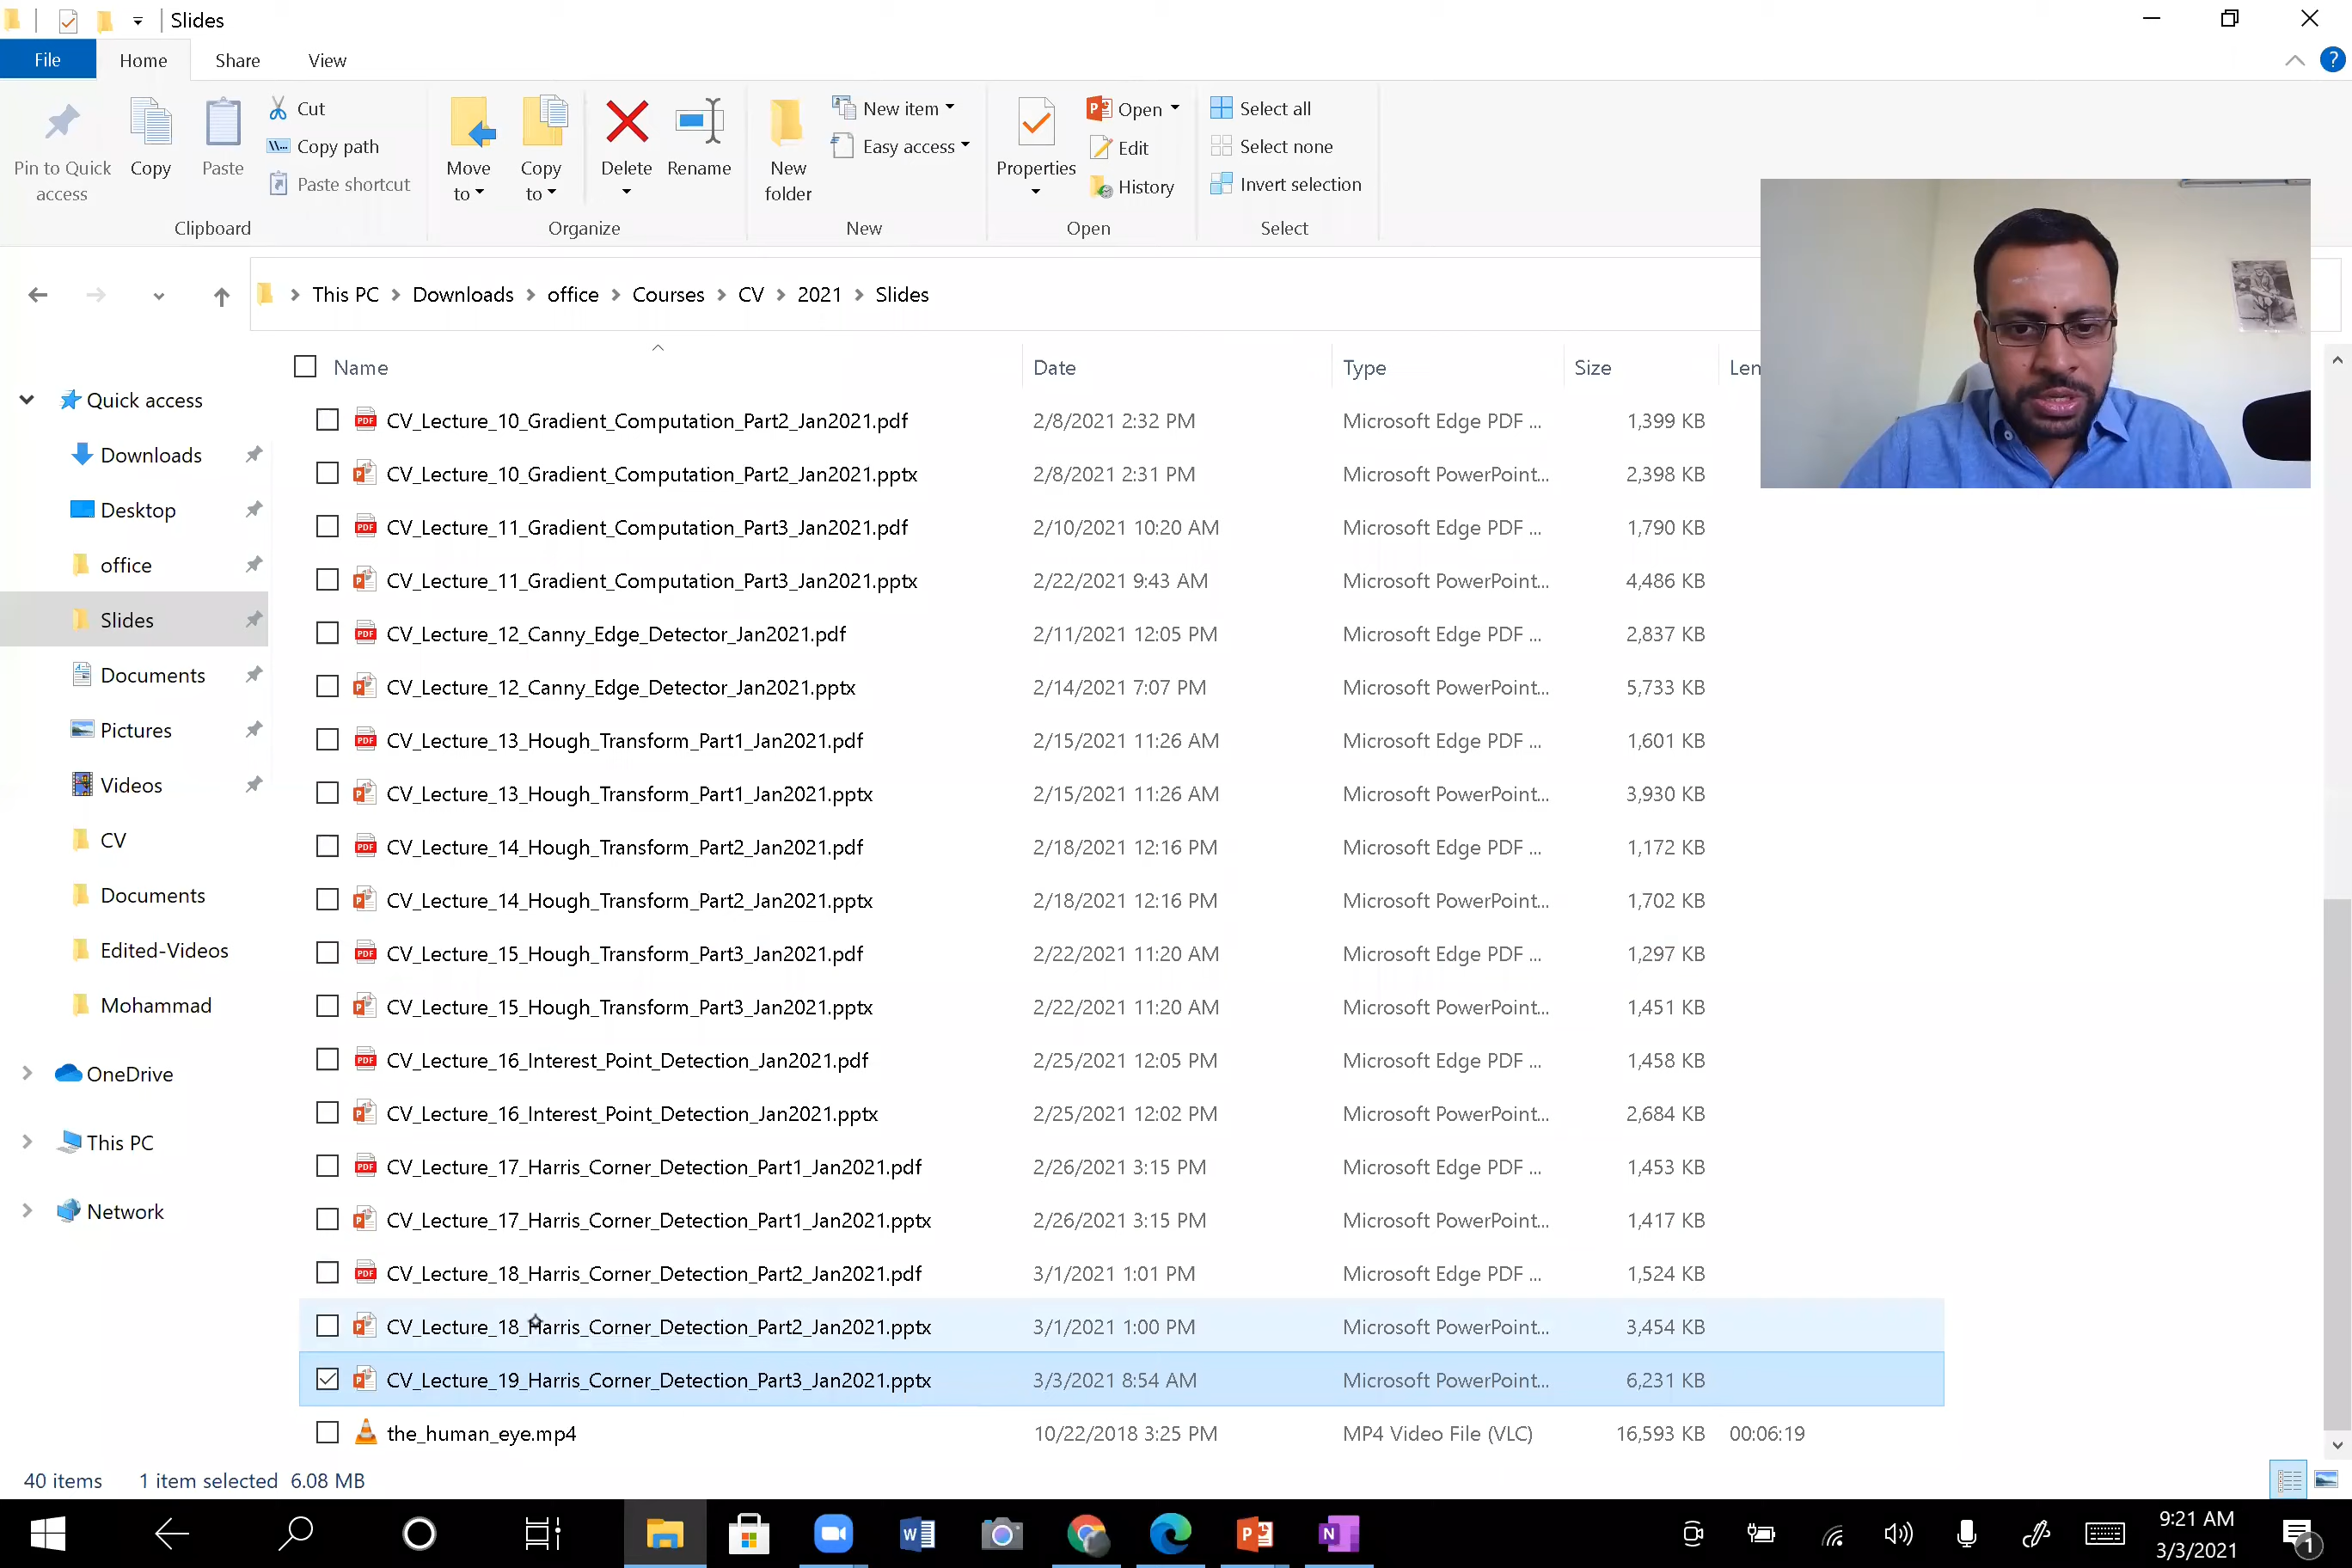 Slides
File Home Share View
Pin to Quick access
Copy
Paste
Cut
Copy path
Paste shortcut
Clipboard
Move to
Copy to
Delete
Rename
Organize
New folder
New item
Easy access
New
Properties
Open
Edit
History
Open
Select all
Select none
Invert selection
Select
This PC > Downloads > office > Courses > CV > 2021 > Slides
Name Date Type Size Len
Quick access
Downloads
Desktop
office
Slides
Documents
Pictures
Videos
CV
Documents
Edited-Videos
Mohammad
OneDrive
This PC
Network
CV_Lecture_10_Gradient_Computation_Part2_Jan2021.pdf 2/8/2021 2:32 PM Microsoft Edge PDF ... 1,399 KB
CV_Lecture_10_Gradient_Computation_Part2_Jan2021.pptx 2/8/2021 2:31 PM Microsoft PowerPoint... 2,398 KB
CV_Lecture_11_Gradient_Computation_Part3_Jan2021.pdf 2/10/2021 10:20 AM Microsoft Edge PDF ... 1,790 KB
CV_Lecture_11_Gradient_Computation_Part3_Jan2021.pptx 2/22/2021 9:43 AM Microsoft PowerPoint... 4,486 KB
CV_Lecture_12_Canny_Edge_Detector_Jan2021.pdf 2/11/2021 12:05 PM Microsoft Edge PDF ... 2,837 KB
CV_Lecture_12_Canny_Edge_Detector_Jan2021.pptx 2/14/2021 7:07 PM Microsoft PowerPoint... 5,733 KB
CV_Lecture_13_Hough_Transform_Part1_Jan2021.pdf 2/15/2021 11:26 AM Microsoft Edge PDF ... 1,601 KB
CV_Lecture_13_Hough_Transform_Part1_Jan2021.pptx 2/15/2021 11:26 AM Microsoft PowerPoint... 3,930 KB
CV_Lecture_14_Hough_Transform_Part2_Jan2021.pdf 2/18/2021 12:16 PM Microsoft Edge PDF ... 1,172 KB
CV_Lecture_14_Hough_Transform_Part2_Jan2021.pptx 2/18/2021 12:16 PM Microsoft PowerPoint... 1,702 KB
CV_Lecture_15_Hough_Transform_Part3_Jan2021.pdf 2/22/2021 11:20 AM Microsoft Edge PDF ... 1,297 KB
CV_Lecture_15_Hough_Transform_Part3_Jan2021.pptx 2/22/2021 11:20 AM Microsoft PowerPoint... 1,451 KB
CV_Lecture_16_Interest_Point_Detection_Jan2021.pdf 2/25/2021 12:05 PM Microsoft Edge PDF ... 1,458 KB
CV_Lecture_16_Interest_Point_Detection_Jan2021.pptx 2/25/2021 12:02 PM Microsoft PowerPoint... 2,684 KB
CV_Lecture_17_Harris_Corner_Detection_Part1_Jan2021.pdf 2/26/2021 3:15 PM Microsoft Edge PDF ... 1,453 KB
CV_Lecture_17_Harris_Corner_Detection_Part1_Jan2021.pptx 2/26/2021 3:15 PM Microsoft PowerPoint... 1,417 KB
CV_Lecture_18_Harris_Corner_Detection_Part2_Jan2021.pdf 3/1/2021 1:01 PM Microsoft Edge PDF ... 1,524 KB
CV_Lecture_18_Harris_Corner_Detection_Part2_Jan2021.pptx 3/1/2021 1:00 PM Microsoft PowerPoint... 3,454 KB
CV_Lecture_19_Harris_Corner_Detection_Part3_Jan2021.pptx 3/3/2021 8:54 AM Microsoft PowerPoint... 6,231 KB
the_human_eye.mp4 10/22/2018 3:25 PM MP4 Video File (VLC) 16,593 KB 00:06:19
40 items 1 item selected 6.08 MB
9:21 AM
3/3/2021
1